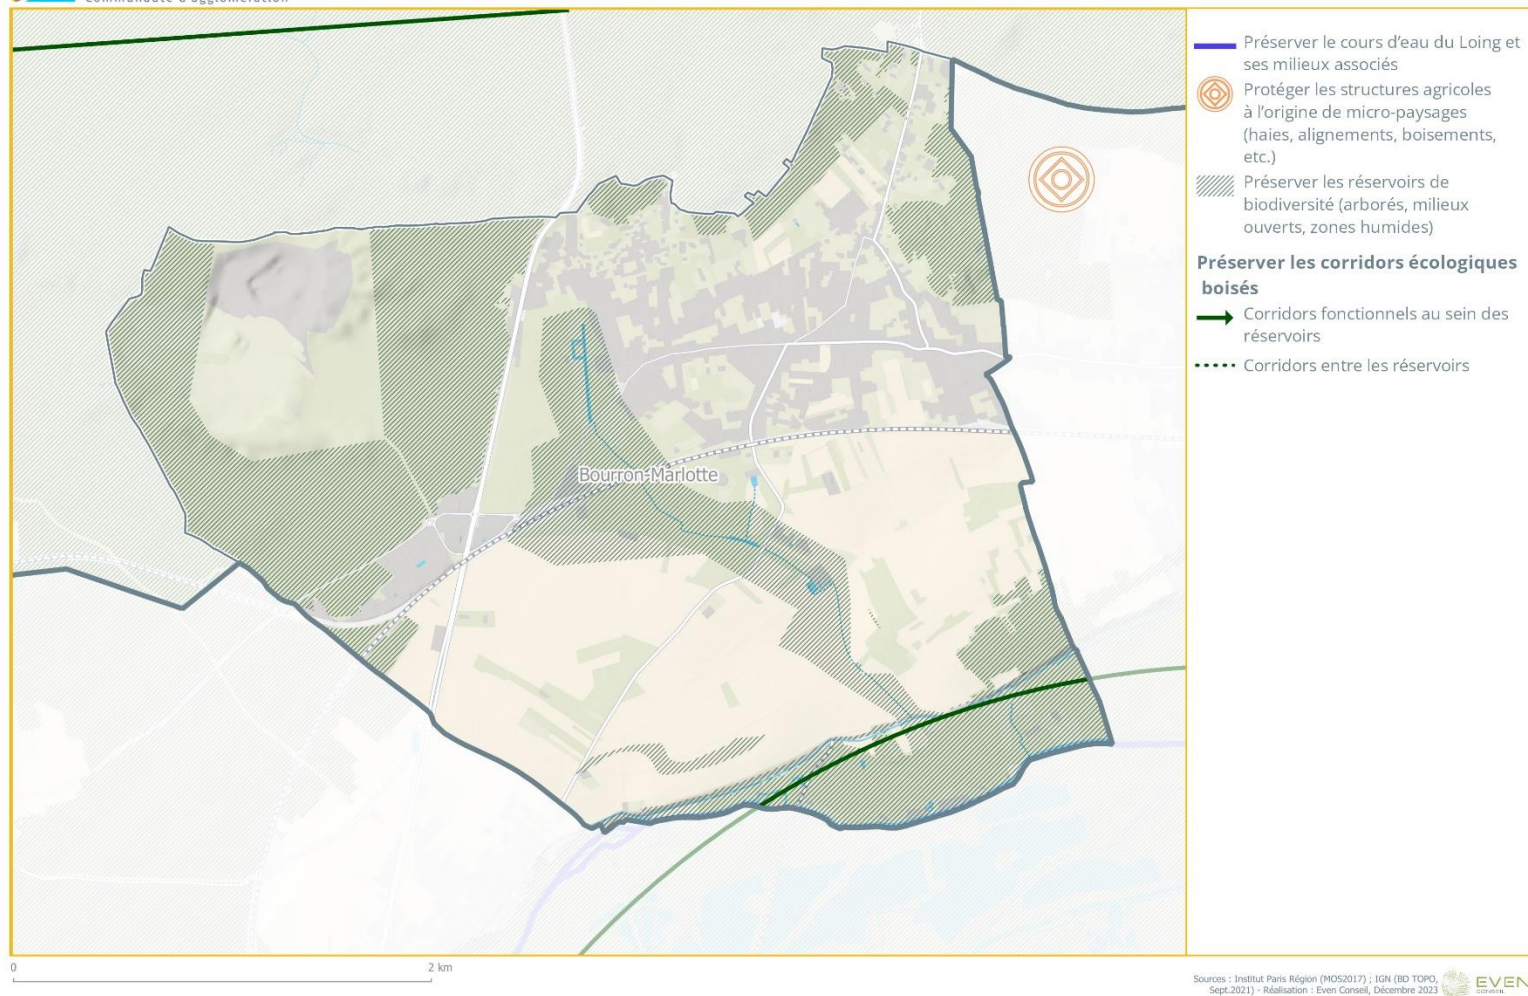 Communauté d'agglomération
Préserver le cours d'eau du Loing et
ses milieux associés
Protéger les structures agricoles
à l'origine de micro-paysages
(haies, alignements, boisements,
etc.)
Préserver les réservoirs de
biodiversité (arborés, milieux
ouverts, zones humides)
Préserver les corridors écologiques
boisés
Corridors fonctionnels au sein des
réservoirs
Corridors entre les réservoirs
Bourron-Marlotte
0
2 km
Sources : Institut Paris Région (MOS2017) ; IGN (BD TOPO,
Sept.2021) - Réalisation : Even Conseil, Décembre 2023
EVEN
CONSEIL